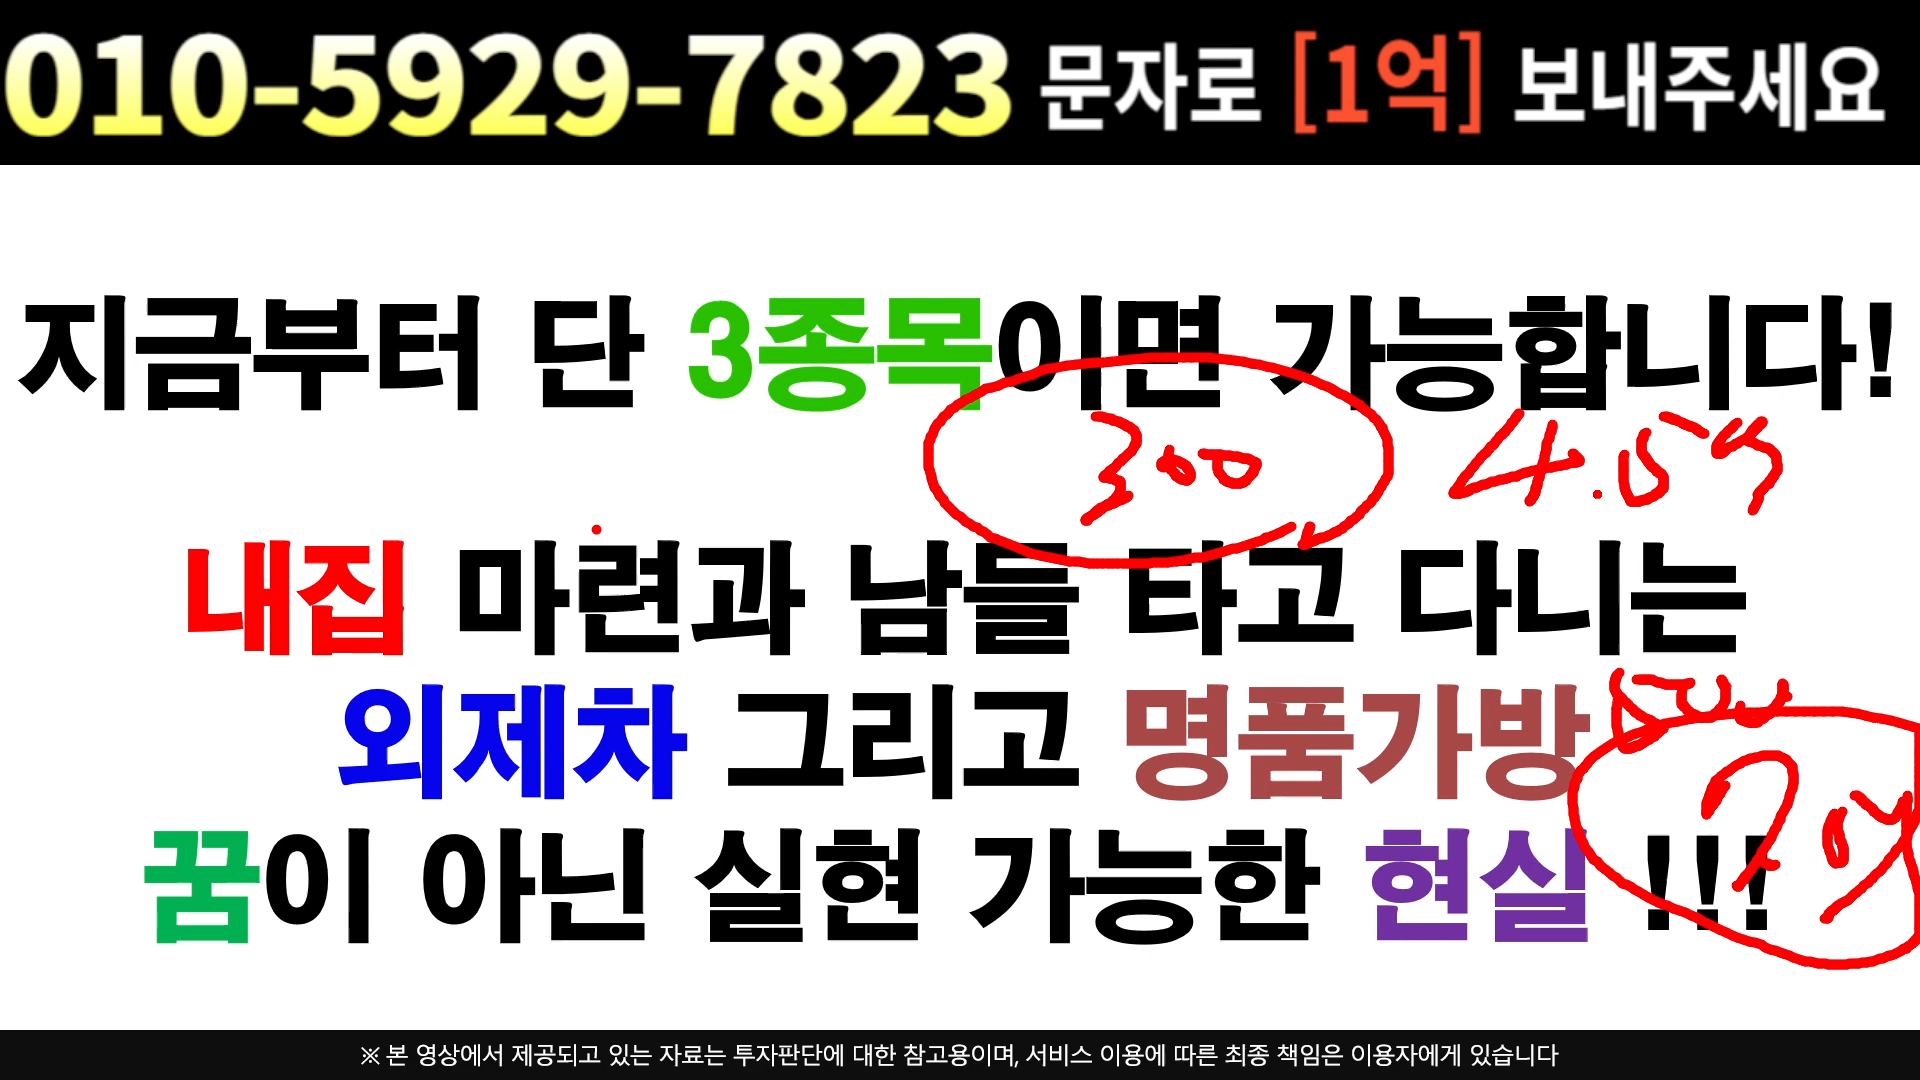 010-5929-7823 문자로 [1억] 보내주세요
지금부터 단 3종목이면 가능합니다!
300
4.5억
내집 마련과 남들 타고 다니는
외제차 그리고 명품가방
500
꿈이 아닌 실현 가능한 현실 !!!
※ 본 영상에서 제공되고 있는 자료는 투자판단에 대한 참고용이며, 서비스 이용에 따른 최종 책임은 이용자에게 있습니다